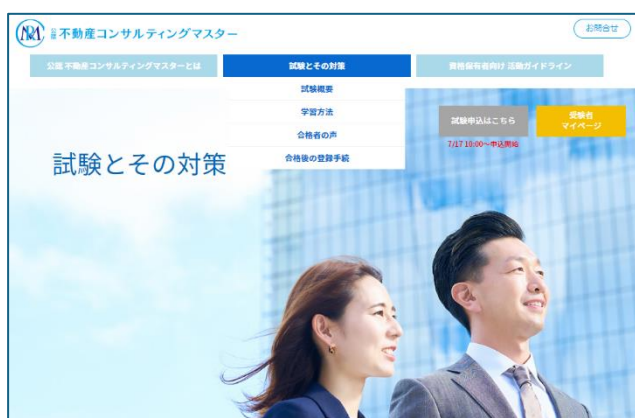 公認 不動産コンサルティングマスター
お問合せ
公認 不動産コンサルティングマスターとは
試験とその対策
資格保有者向け 活動ガイドライン
試験概要
学習方法
合格者の声
合格後の登録手続
試験申込はこちら
7/17 10:00~申込開始
受験者
マイページ
試験とその対策